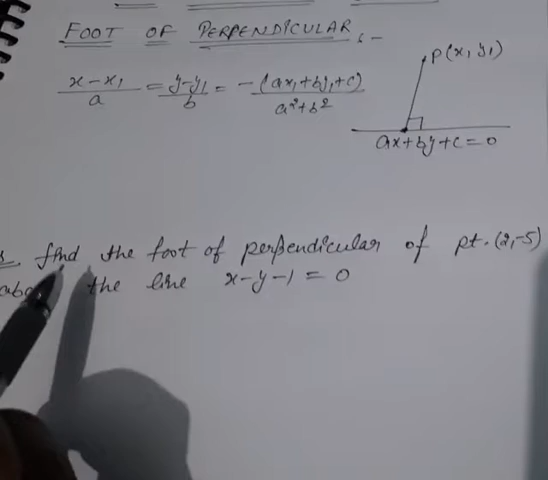 FOOT OF PERPENDICULAR :-
x-x₁/a = y-y₁/b = -(ax₁+by₁+c)/a²+b²
P(x, y₁)
ax+by+c=0
find the foot of perpendicular of pt. (2,-5)
the line x-y-1=0